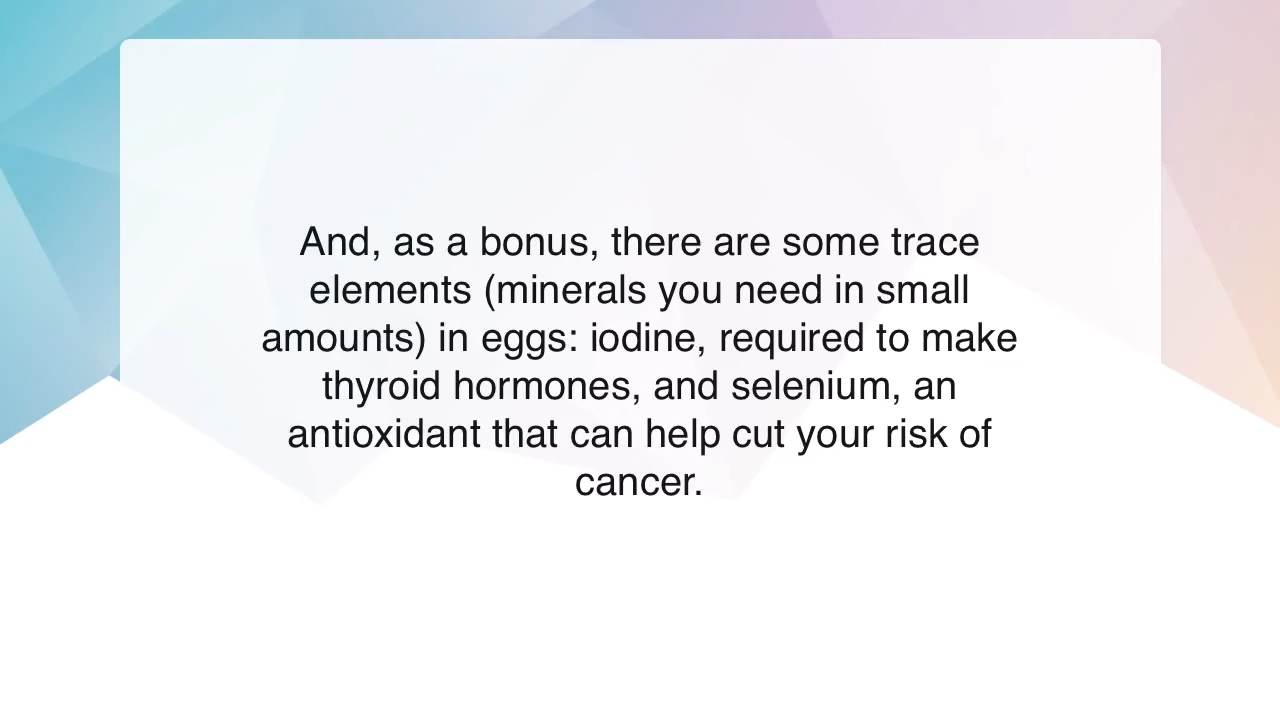 And, as a bonus, there are some trace
elements (minerals you need in small
amounts) in eggs: iodine, required to make
thyroid hormones, and selenium, an
antioxidant that can help cut your risk of
cancer.